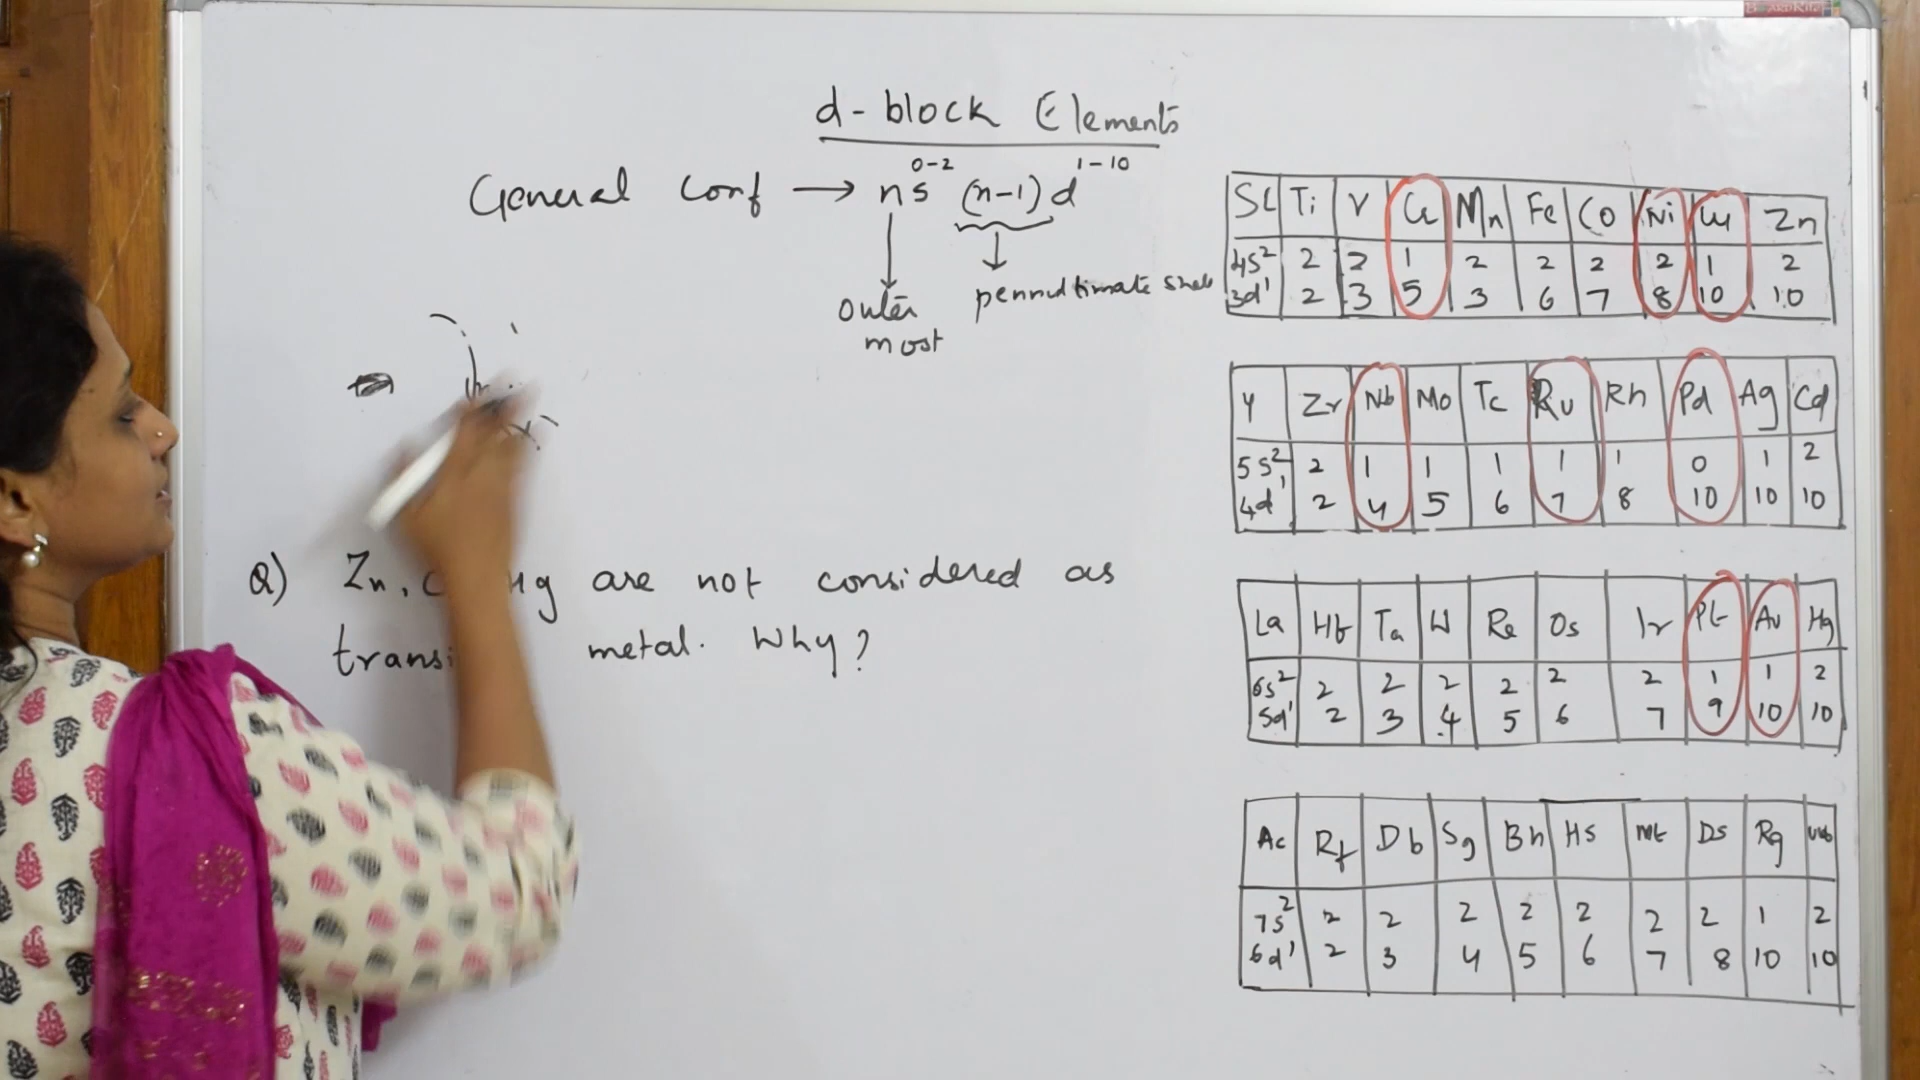 d-block Elements
General Conf → ns⁰⁻² (n-1)d¹⁻¹⁰
outer most
pennultimate
Q) Zn, Hg are not considered as
metal. Why?
Sc Ti V Cr Mn Fe Co Ni Cu Zn
4s² 2 2 1 2 2 2 2 1 2
3d¹ 2 3 5 3 6 7 8 10 10
Y Zr Nb Mo Tc Ru Rh Pd Ag Cd
5s² 2 1 1 1 1 1 0 1 2
4d¹ 2 4 5 6 7 8 10 10 10
La Hf Ta W Re Os Ir Pt Au Hg
6s² 2 2 2 2 2 2 1 1 2
5d¹ 2 3 4 5 6 7 9 10 10
Ac Rf Db Sg Bh Hs Mt Ds Rg Uub
7s² 2 2 2 2 2 2 2 1 2
6d¹ 2 3 4 5 6 7 8 10 10